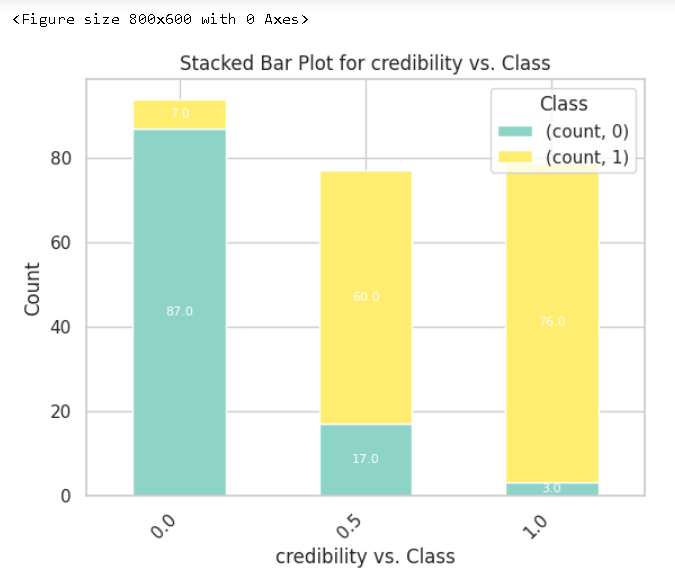 <Figure size 800x600 with 0 Axes>
Stacked Bar Plot for credibility vs. Class
Class
(count, 0)
(count, 1)
7.0
87.0
60.0
17.0
76.0
3.0
80
60
40
20
0
Count
0.0
0.5
1.0
credibility vs. Class